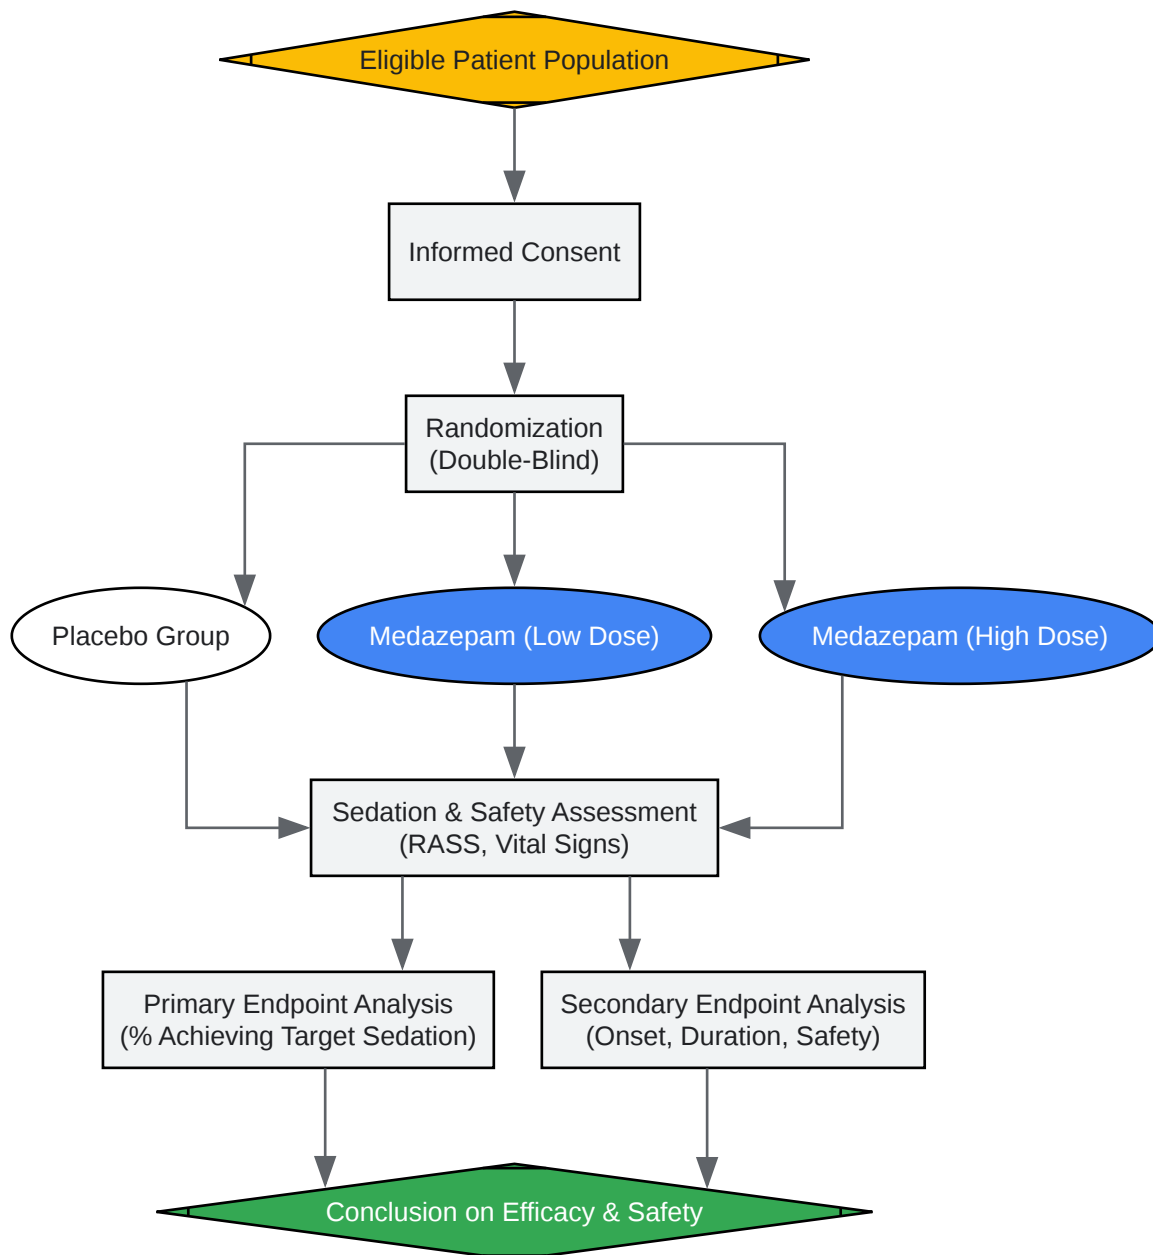 Eligible Patient Population
Informed Consent
Randomization
(Double-Blind)
Placebo Group
Medazepam (Low Dose)
Medazepam (High Dose)
Sedation & Safety Assessment
(RASS, Vital Signs)
Primary Endpoint Analysis
(% Achieving Target Sedation)
Secondary Endpoint Analysis
(Onset, Duration, Safety)
Conclusion on Efficacy & Safety